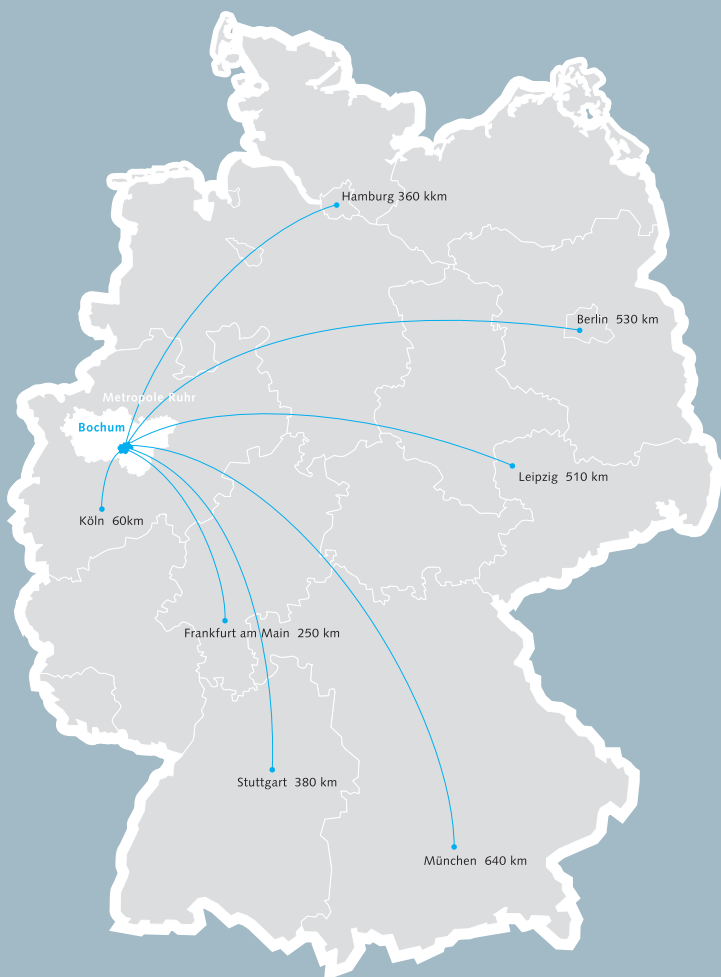 Hamburg 360 kkm
Berlin 530 km
Metropole Ruhr
Bochum
Leipzig 510 km
Köln 60km
Frankfurt am Main 250 km
Stuttgart 380 km
München 640 km